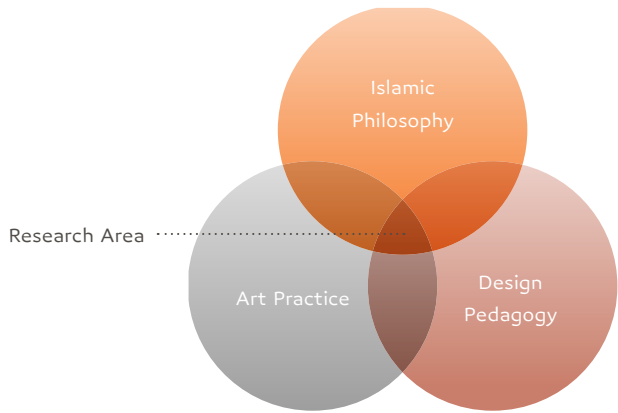 Islamic
Philosophy
Research Area
Art Practice
Design
Pedagogy